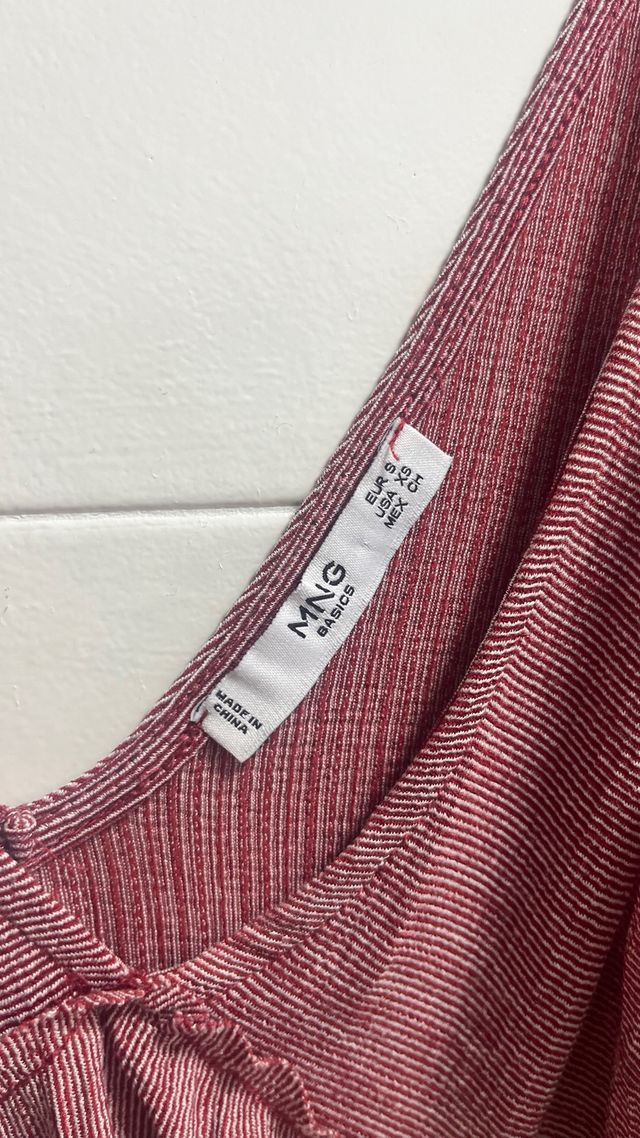 EUR S
USA XS
MEX CH
MNG
BASICS
MADE IN
CHINA